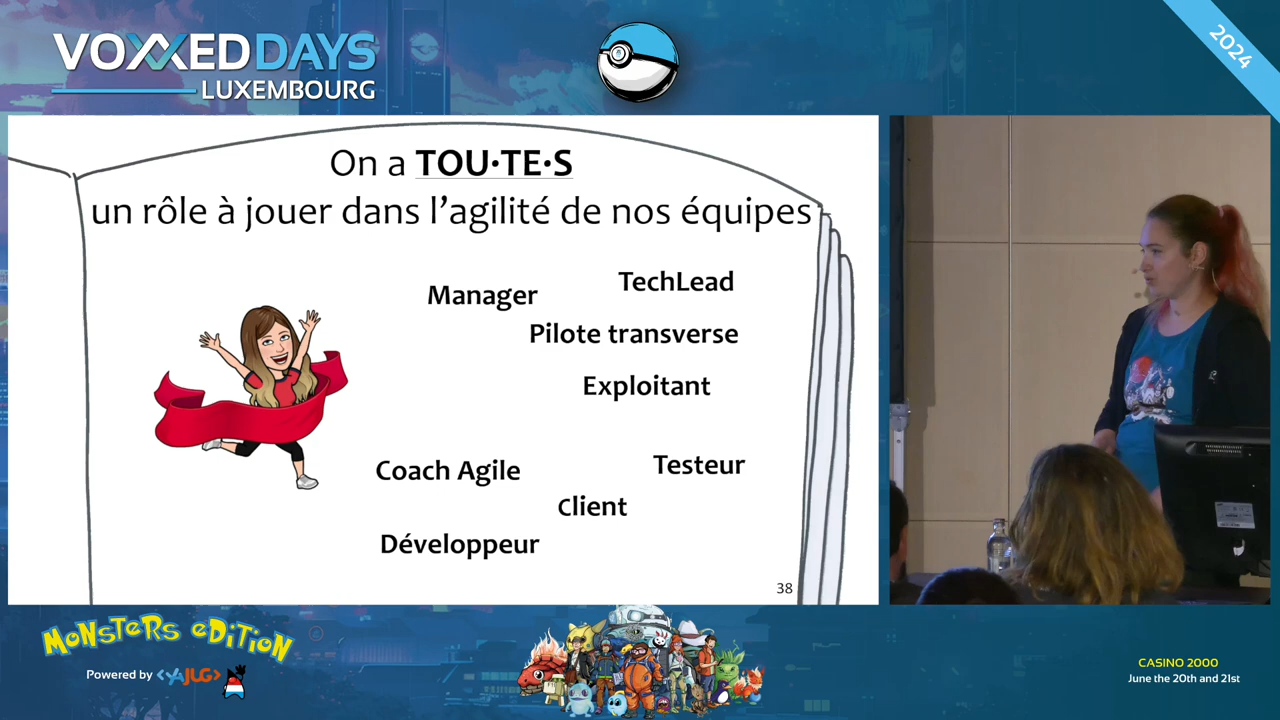 VOXXED DAYS
LUXEMBOURG
2024
On a TOU·TE·S
un rôle à jouer dans l’agilité de nos équipes
TechLead
Manager
Pilote transverse
Exploitant
Testeur
Coach Agile
Client
Développeur
38
MONSTERS EDITION
Powered by <YAJUG>
CASINO 2000
June the 20th and 21st